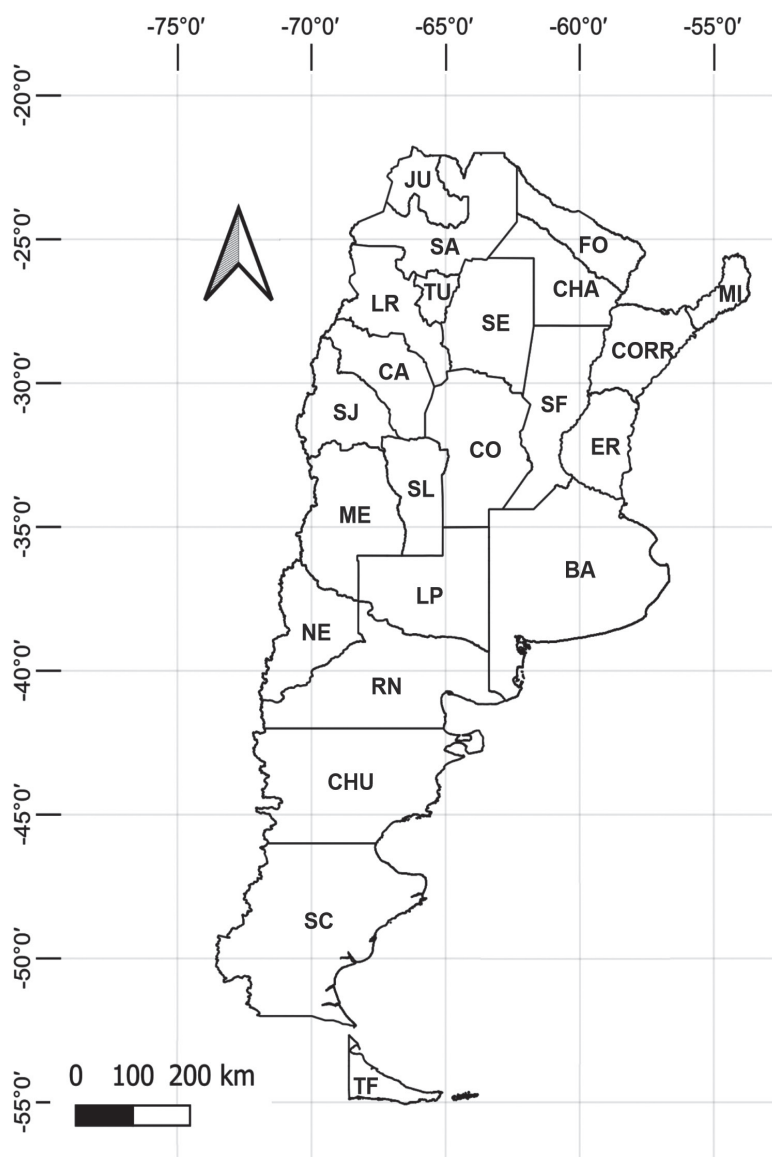 -75°0′ -70°0′ -65°0′ -60°0′ -55°0′
-20°0′
-25°0′
-30°0′
-35°0′
-40°0′
-45°0′
-50°0′
-55°0′
JU
SA
FO
TU
CHA
MI
LR
SE
CORR
CA
SF
SJ
ER
CO
SL
ME
BA
LP
NE
RN
CHU
SC
TF
0 100 200 km